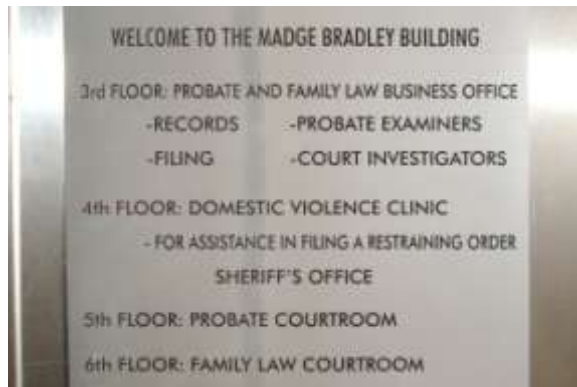 WELCOME TO THE MADGE BRADLEY BUILDING
3rd FLOOR: PROBATE AND FAMILY LAW BUSINESS OFFICE
-RECORDS -PROBATE EXAMINERS
-FILING -COURT INVESTIGATORS
4th FLOOR: DOMESTIC VIOLENCE CLINIC
- FOR ASSISTANCE IN FILING A RESTRAINING ORDER
SHERIFF'S OFFICE
5th FLOOR: PROBATE COURTROOM
6th FLOOR: FAMILY LAW COURTROOM